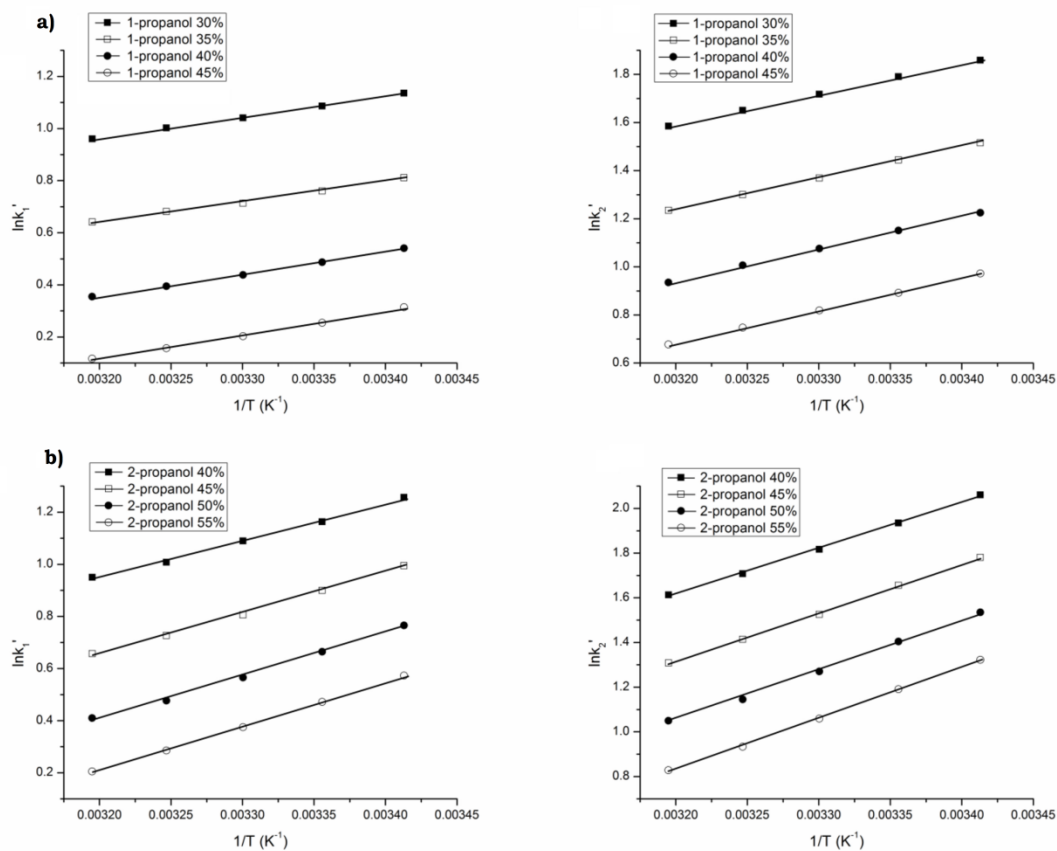 a)
1-propanol 30%
1-propanol 35%
1-propanol 40%
1-propanol 45%
1.2
1.0
0.8
0.6
0.4
0.2
lnk₁'
0.00320 0.00325 0.00330 0.00335 0.00340 0.00345
1/T (K⁻¹)
1-propanol 30%
1-propanol 35%
1-propanol 40%
1-propanol 45%
1.8
1.6
1.4
1.2
1.0
0.8
0.6
lnk₂'
0.00320 0.00325 0.00330 0.00335 0.00340 0.00345
1/T (K⁻¹)
b)
2-propanol 40%
2-propanol 45%
2-propanol 50%
2-propanol 55%
1.2
1.0
0.8
0.6
0.4
0.2
lnk₁'
0.00320 0.00325 0.00330 0.00335 0.00340 0.00345
1/T (K⁻¹)
2-propanol 40%
2-propanol 45%
2-propanol 50%
2-propanol 55%
2.0
1.8
1.6
1.4
1.2
1.0
0.8
lnk₂'
0.00320 0.00325 0.00330 0.00335 0.00340 0.00345
1/T (K⁻¹)